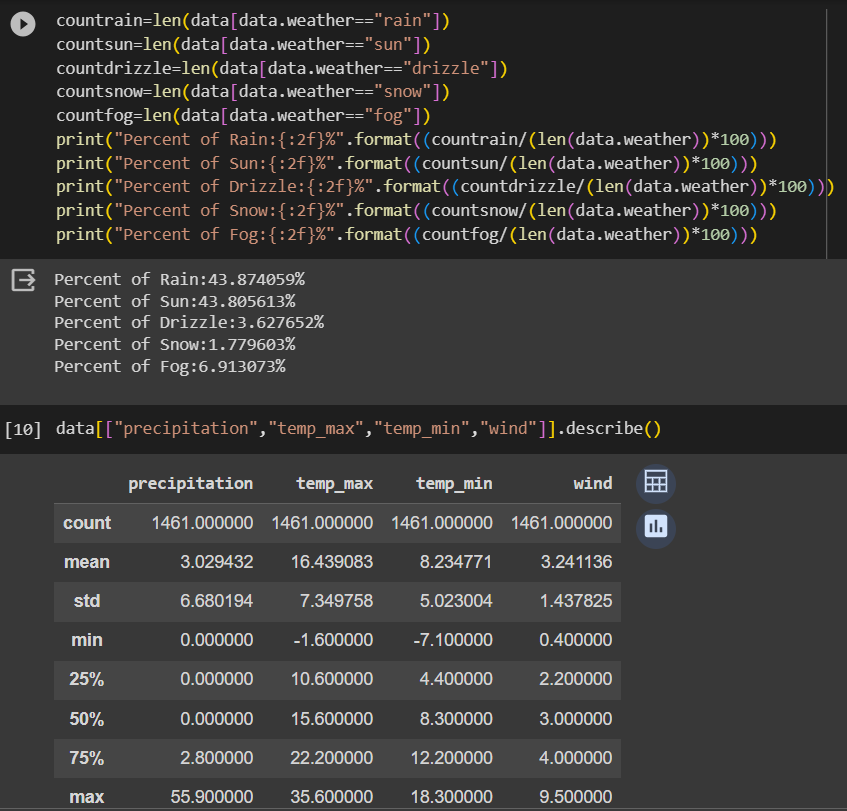 countrain=len(data[data.weather=="rain"])
countsun=len(data[data.weather=="sun"])
countdrizzle=len(data[data.weather=="drizzle"])
countsnow=len(data[data.weather=="snow"])
countfog=len(data[data.weather=="fog"])
print("Percent of Rain:{:2f}%".format((countrain/(len(data.weather))*100)))
print("Percent of Sun:{:2f}%".format((countsun/(len(data.weather))*100)))
print("Percent of Drizzle:{:2f}%".format((countdrizzle/(len(data.weather))*100)))
print("Percent of Snow:{:2f}%".format((countsnow/(len(data.weather))*100)))
print("Percent of Fog:{:2f}%".format((countfog/(len(data.weather))*100)))
Percent of Rain:43.874059%
Percent of Sun:43.805613%
Percent of Drizzle:3.627652%
Percent of Snow:1.779603%
Percent of Fog:6.913073%
[10] data[["precipitation","temp_max","temp_min","wind"]].describe()
precipitation temp_max temp_min wind
count 1461.000000 1461.000000 1461.000000 1461.000000
mean 3.029432 16.439083 8.234771 3.241136
std 6.680194 7.349758 5.023004 1.437825
min 0.000000 -1.600000 -7.100000 0.400000
25% 0.000000 10.600000 4.400000 2.200000
50% 0.000000 15.600000 8.300000 3.000000
75% 2.800000 22.200000 12.200000 4.000000
max 55.900000 35.600000 18.300000 9.500000